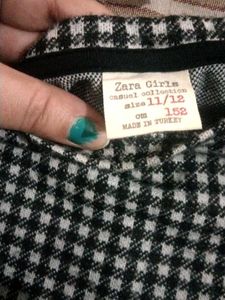 Zara Girls
casual collection
size 11/12
cm 152
MADE IN TURKEY